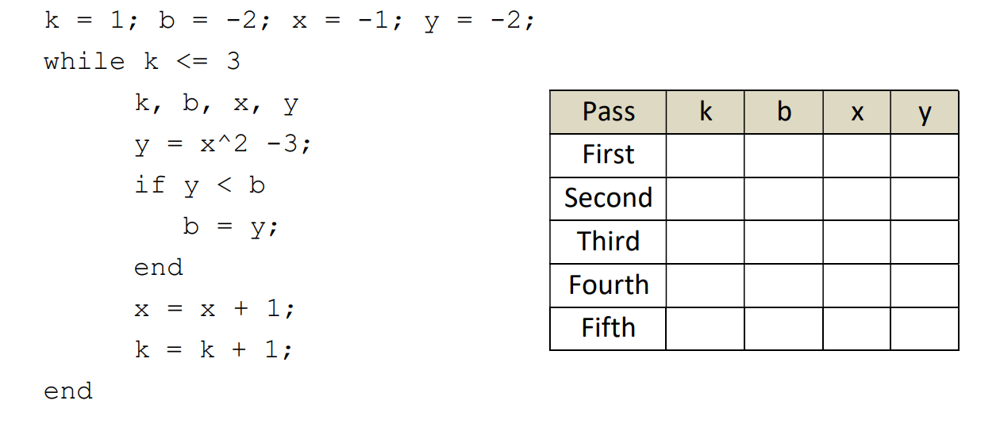 k = 1; b = -2; x = -1; y = -2;
while k <= 3
k, b, x, y
y = x^2 -3;
if y < b
b = y;
end
x = x + 1;
k = k + 1;
end
Pass k b x y
First
Second
Third
Fourth
Fifth